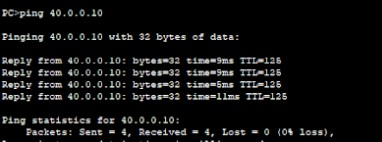 PC>ping 40.0.0.10
Pinging 40.0.0.10 with 32 bytes of data:
Reply from 40.0.0.10: bytes=32 time=9ms TTL=125
Reply from 40.0.0.10: bytes=32 time=9ms TTL=125
Reply from 40.0.0.10: bytes=32 time=5ms TTL=125
Reply from 40.0.0.10: bytes=32 time=11ms TTL=125
Ping statistics for 40.0.0.10:
Packets: Sent = 4, Received = 4, Lost = 0 (0% loss),